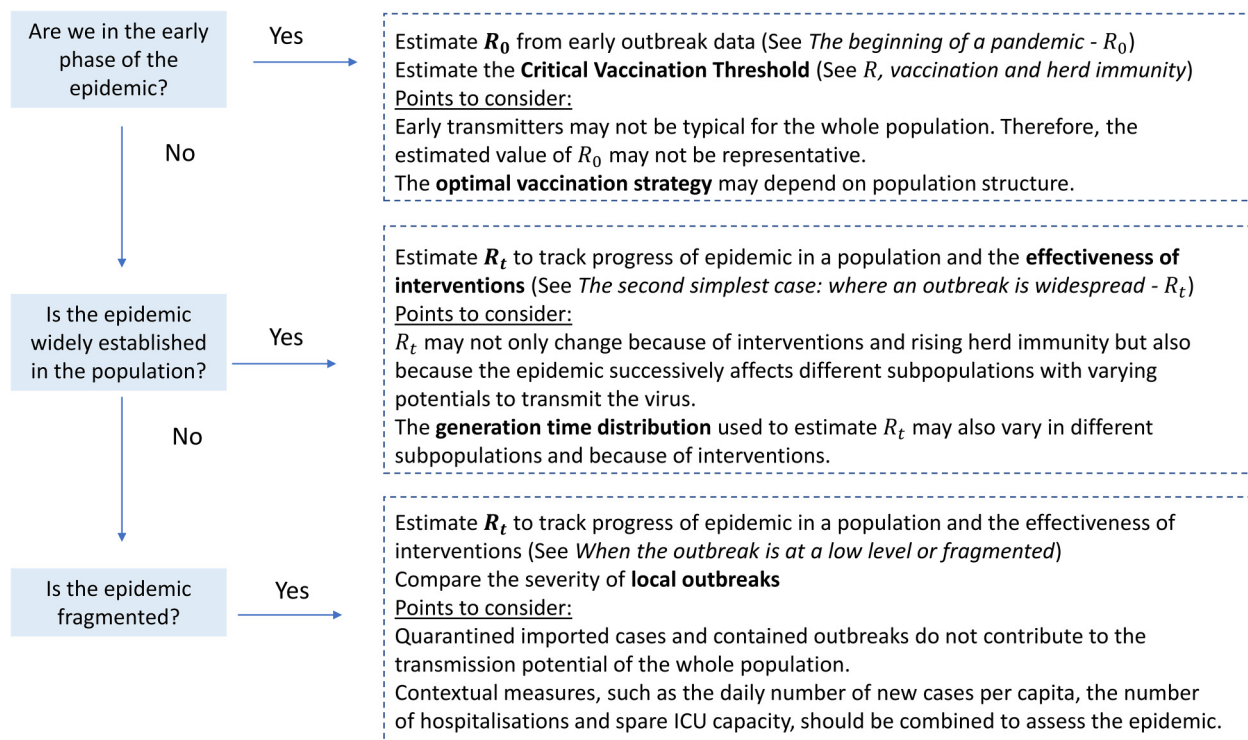 Are we in the early
phase of the
epidemic?
Yes
Estimate R₀ from early outbreak data (See The beginning of a pandemic - R₀)
Estimate the Critical Vaccination Threshold (See R, vaccination and herd immunity)
Points to consider:
Early transmitters may not be typical for the whole population. Therefore, the
estimated value of R₀ may not be representative.
The optimal vaccination strategy may depend on population structure.
No
Is the epidemic
widely established
in the population?
Yes
Estimate Rₜ to track progress of epidemic in a population and the effectiveness of
interventions (See The second simplest case: where an outbreak is widespread - Rₜ)
Points to consider:
Rₜ may not only change because of interventions and rising herd immunity but also
because the epidemic successively affects different subpopulations with varying
potentials to transmit the virus.
The generation time distribution used to estimate Rₜ may also vary in different
subpopulations and because of interventions.
No
Is the epidemic
fragmented?
Yes
Estimate Rₜ to track progress of epidemic in a population and the effectiveness of
interventions (See When the outbreak is at a low level or fragmented)
Compare the severity of local outbreaks
Points to consider:
Quarantined imported cases and contained outbreaks do not contribute to the
transmission potential of the whole population.
Contextual measures, such as the daily number of new cases per capita, the number
of hospitalisations and spare ICU capacity, should be combined to assess the epidemic.